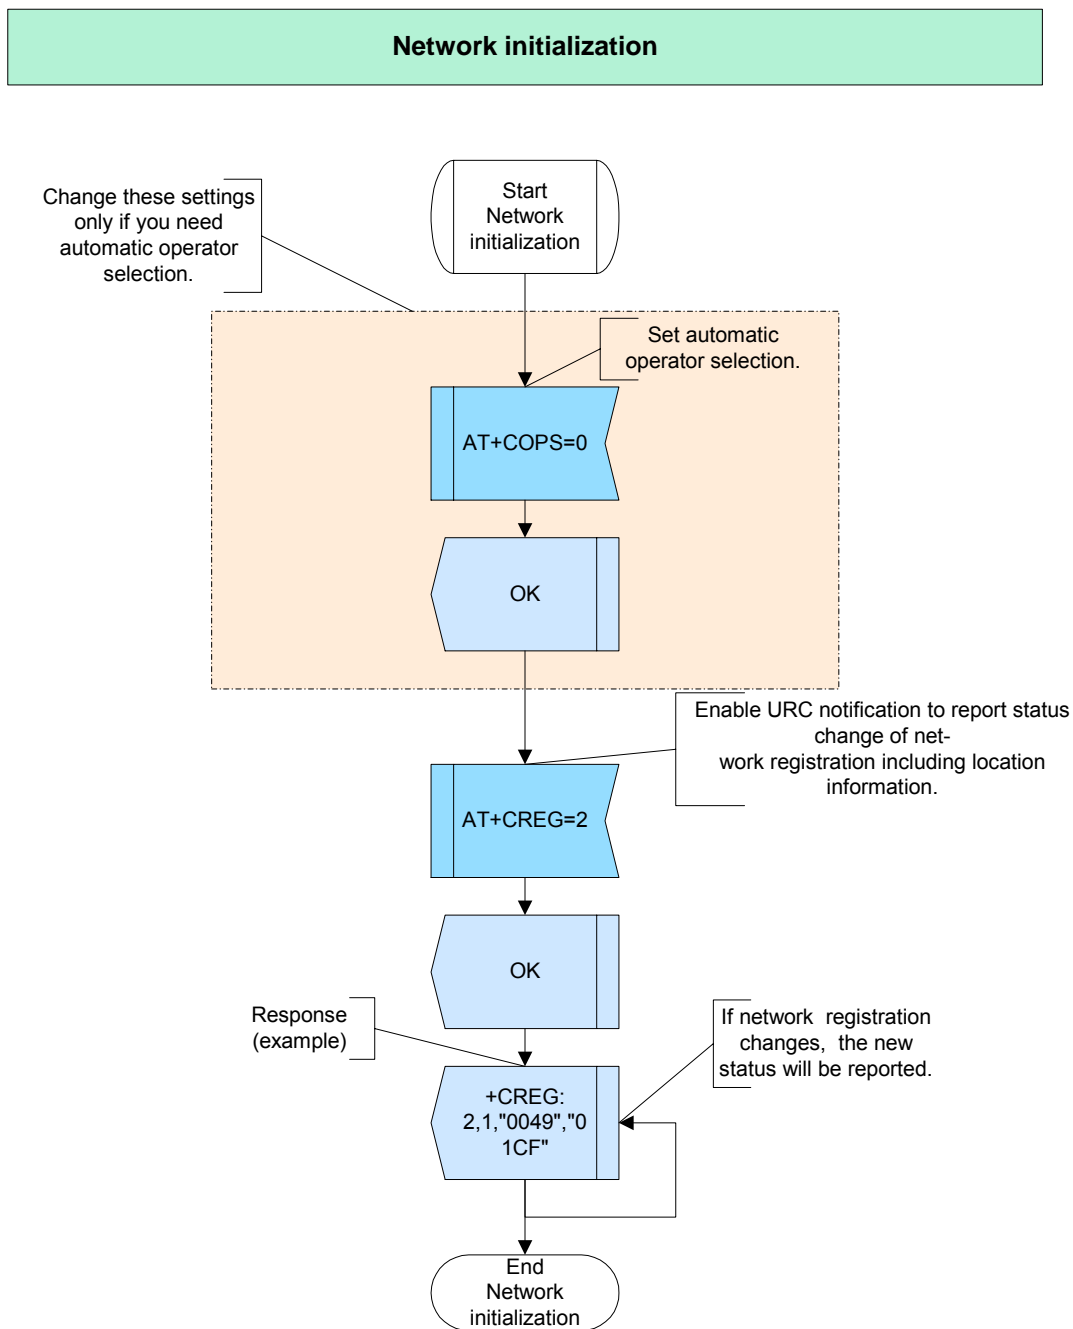 Network initialization
Start
Network
initialization
Change these settings
only if you need
automatic operator
selection.
Set automatic
operator selection.
AT+COPS=0
OK
Enable URC notification to report status
change of net-
work registration including location
information.
AT+CREG=2
OK
Response
(example)
If network registration
changes, the new
status will be reported.
+CREG:
2,1,"0049","0
1CF"
End
Network
initialization